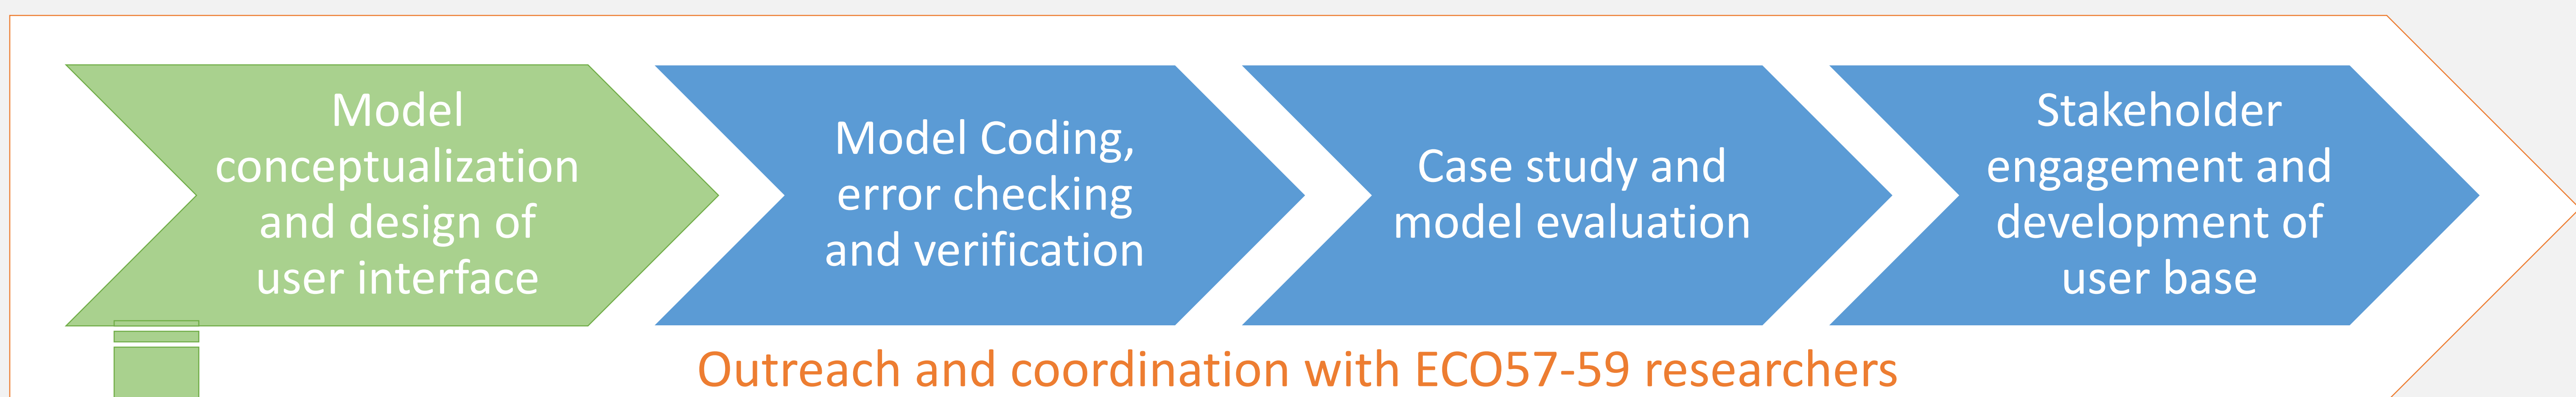 Model
conceptualization
and design of
user interface
Model Coding,
error checking
and verification
Case study and
model evaluation
Stakeholder
engagement and
development of
user base
Outreach and coordination with ECO57-59 researchers